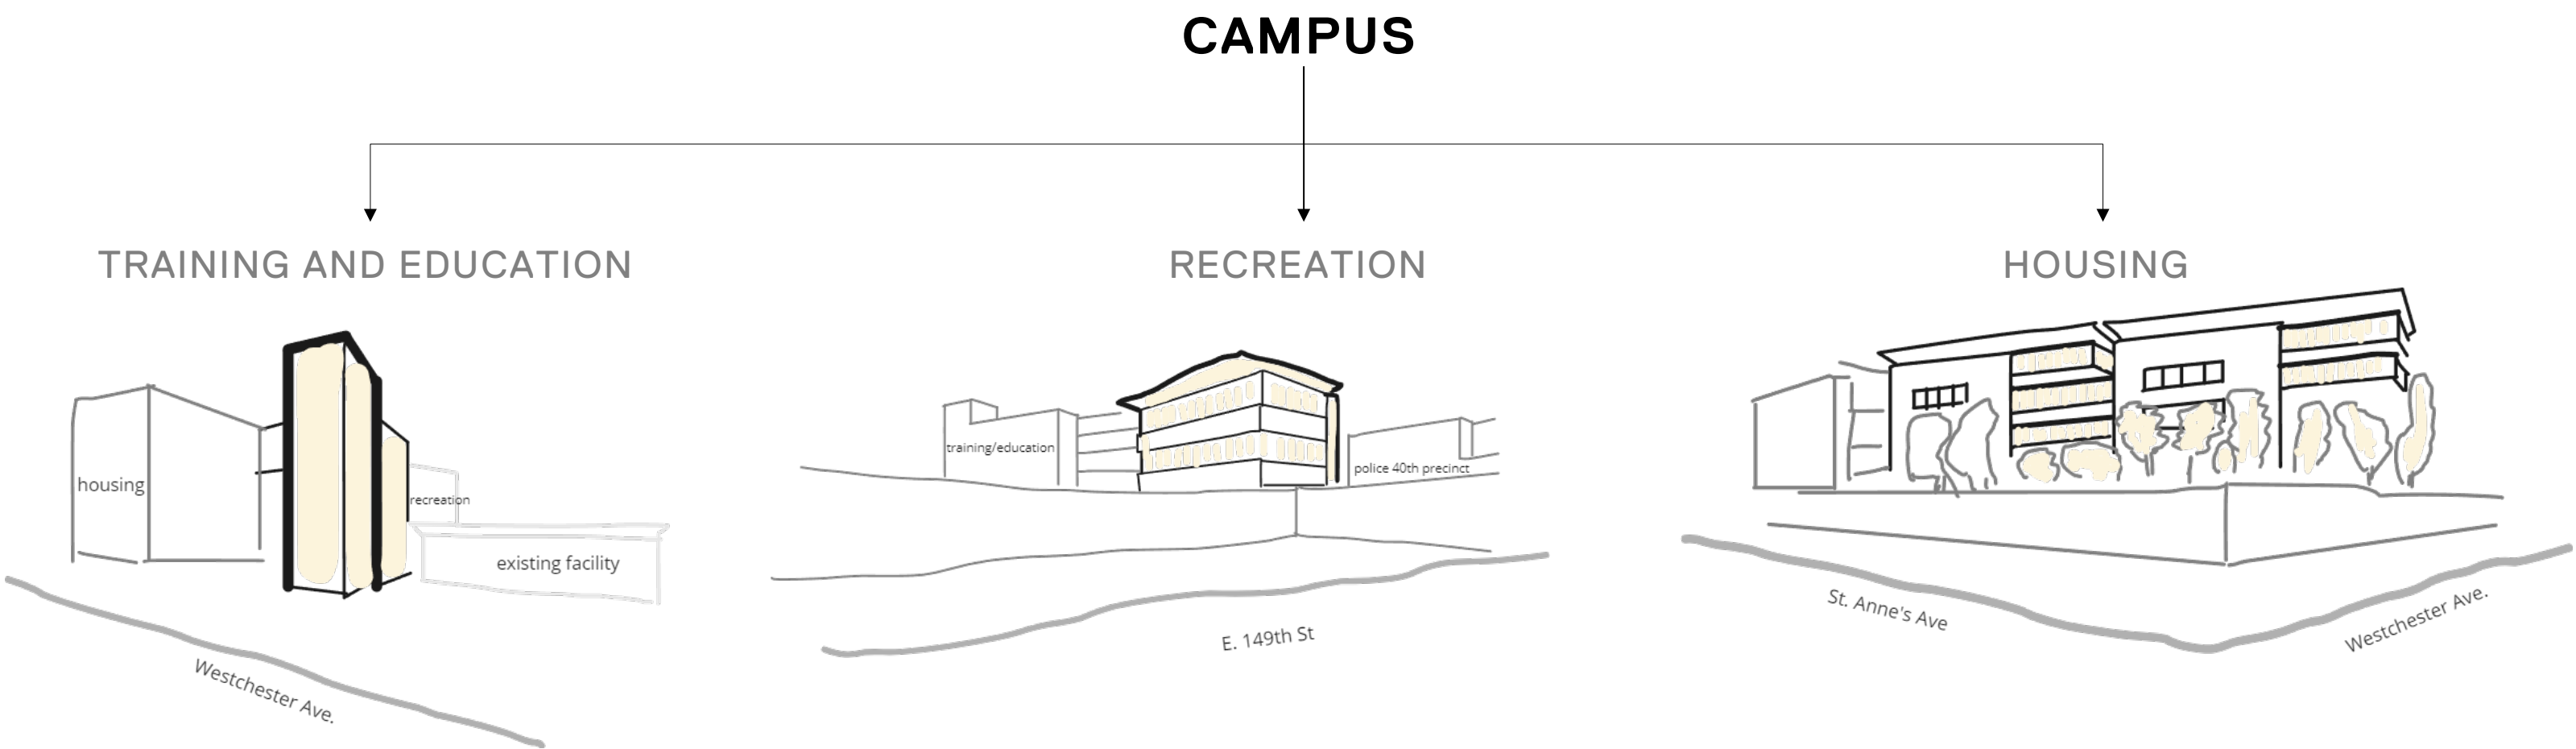 CAMPUS
TRAINING AND EDUCATION
RECREATION
HOUSING
housing
recreation
existing facility
Westchester Ave.
training/education
police 40th precinct
E. 149th St
St. Anne's Ave
Westchester Ave.